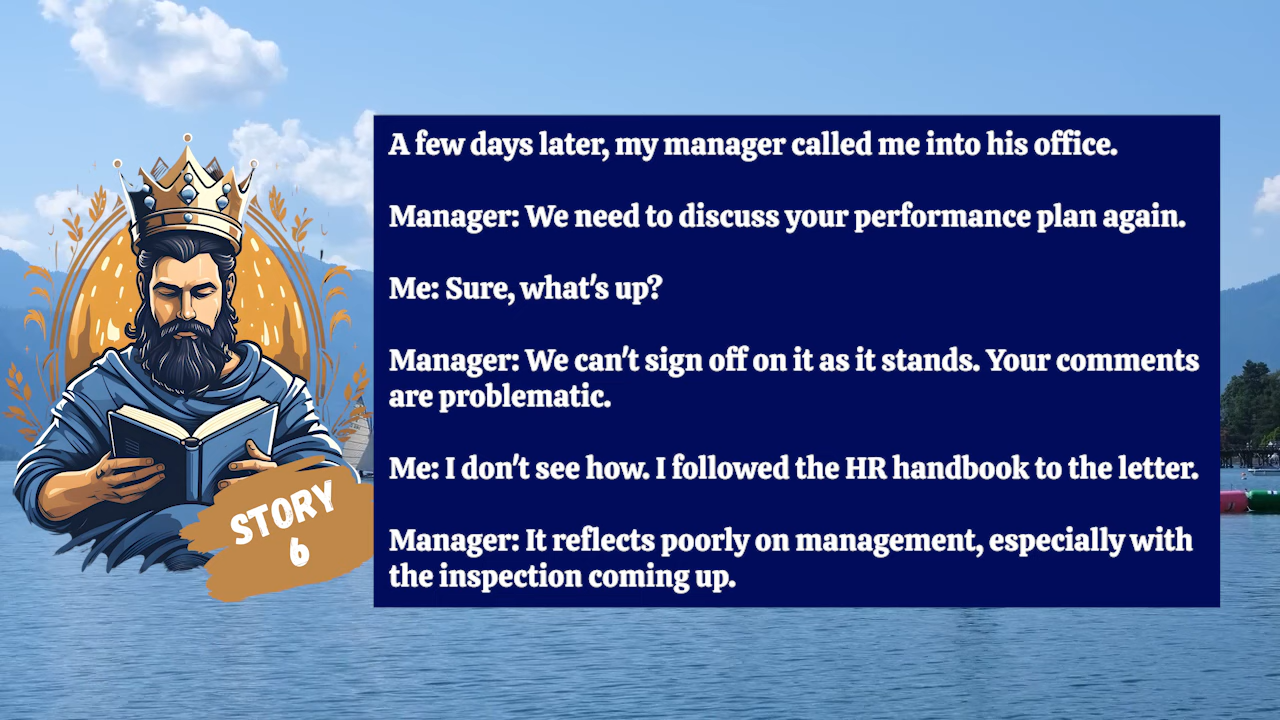 A few days later, my manager called me into his office.
Manager: We need to discuss your performance plan again.
Me: Sure, what's up?
Manager: We can't sign off on it as it stands. Your comments
are problematic.
Me: I don't see how. I followed the HR handbook to the letter.
Manager: It reflects poorly on management, especially with
the inspection coming up.
STORY
6